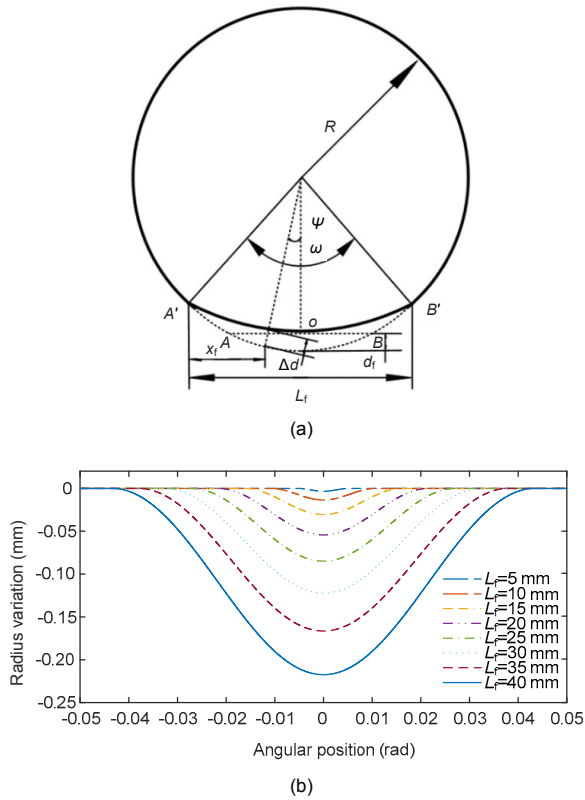 R
Ψ
ω
A′
o
B′
A
B
x_f
Δd
d_f
L_f
(a)
0
-0.05
-0.10
-0.15
-0.20
-0.25
Radius variation (mm)
L_f=5 mm
L_f=10 mm
L_f=15 mm
L_f=20 mm
L_f=25 mm
L_f=30 mm
L_f=35 mm
L_f=40 mm
-0.05 -0.04 -0.03 -0.02 -0.01 0 0.01 0.02 0.03 0.04 0.05
Angular position (rad)
(b)